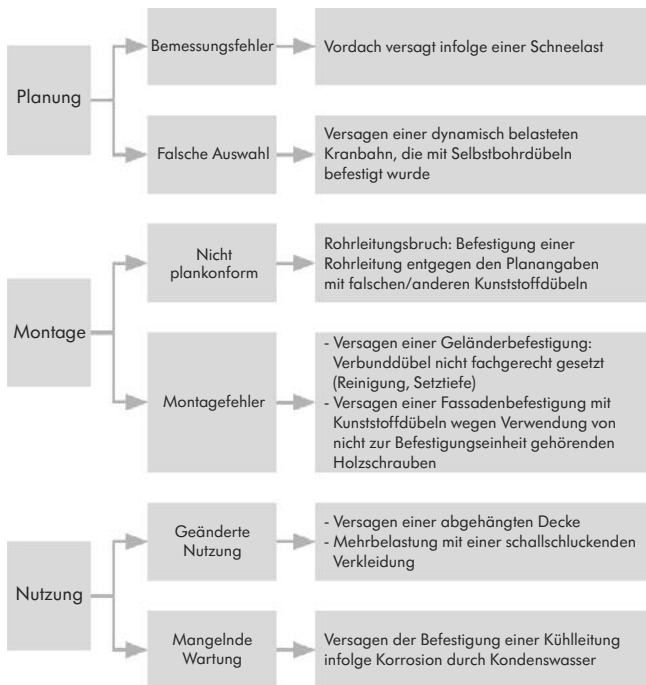 Planung
Bemessungsfehler
Vordach versagt infolge einer Schneelast
Falsche Auswahl
Versagen einer dynamisch belasteten
Kranbahn, die mit Selbstbohrdübeln
befestigt wurde
Montage
Nicht
plankonform
Rohrleitungsbruch: Befestigung einer
Rohrleitung entgegen den Planangaben
mit falschen/anderen Kunststoffdübeln
Montagefehler
- Versagen einer Geländerbefestigung:
Verbunddübel nicht fachgerecht gesetzt
(Reinigung, Setztiefe)
- Versagen einer Fassadenbefestigung mit
Kunststoffdübeln wegen Verwendung von
nicht zur Befestigungseinheit gehörenden
Holzschrauben
Nutzung
Geänderte
Nutzung
- Versagen einer abgehängten Decke
- Mehrbelastung mit einer schallschluckenden
Verkleidung
Mangelnde
Wartung
Versagen der Befestigung einer Kühlleitung
infolge Korrosion durch Kondenswasser